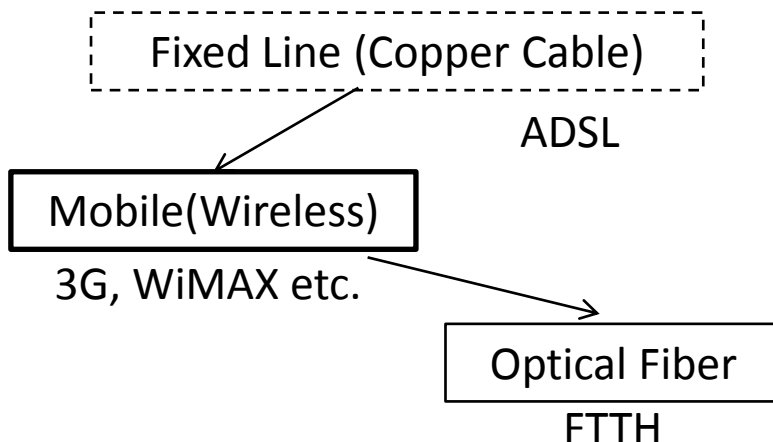 Fixed Line (Copper Cable)
ADSL
Mobile(Wireless)
3G, WiMAX etc.
Optical Fiber
FTTH